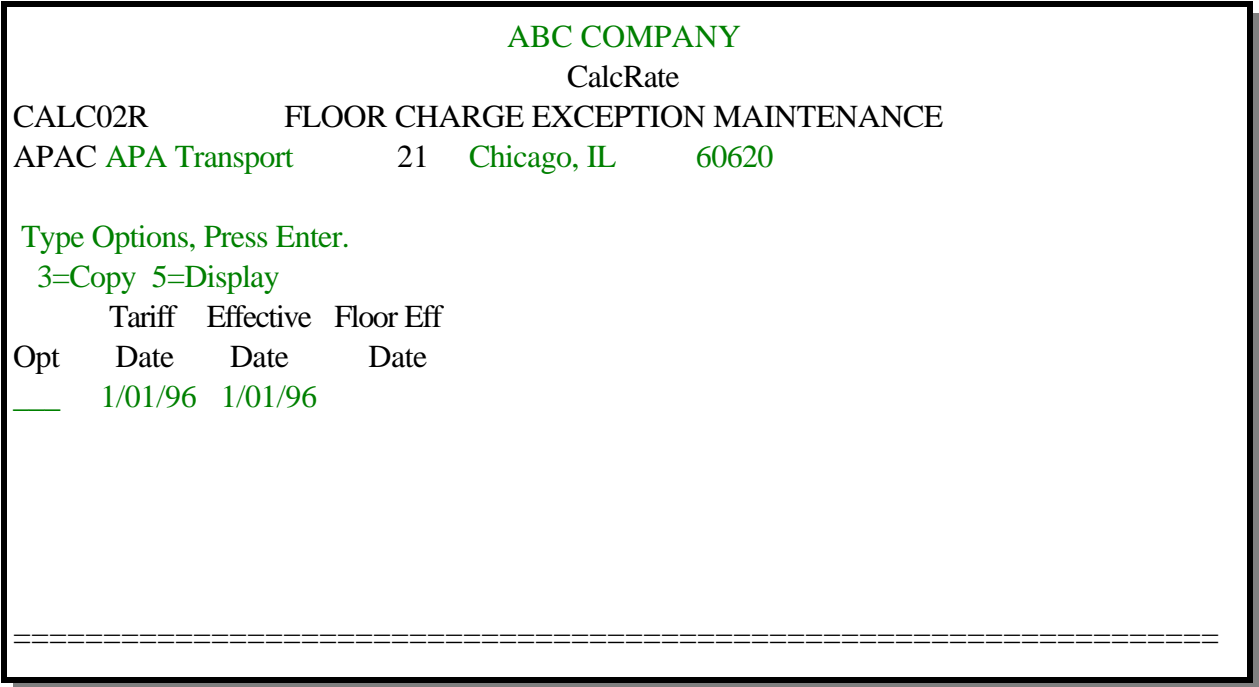 ABC COMPANY
CalcRate
CALC02R FLOOR CHARGE EXCEPTION MAINTENANCE
APAC APA Transport 21 Chicago, IL 60620
Type Options, Press Enter.
3=Copy 5=Display
Tariff Effective Floor Eff
Opt Date Date Date
___ 1/01/96 1/01/96
===================================================================